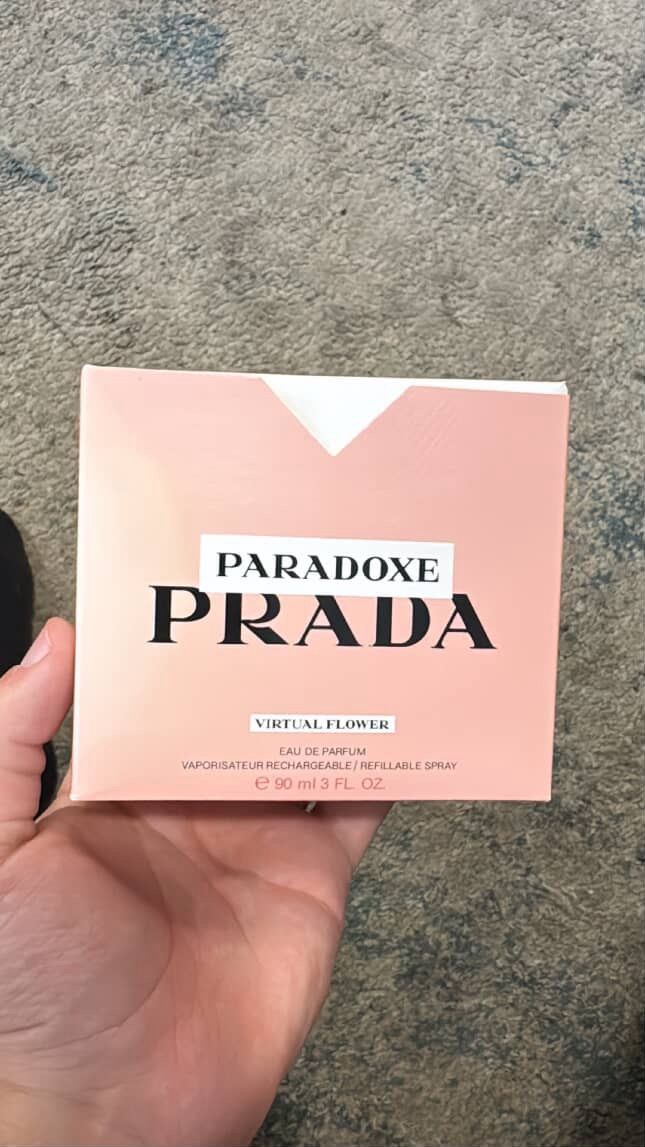 PARADOXE
PRADA
VIRTUAL FLOWER
EAU DE PARFUM
VAPORISATEUR RECHARGEABLE / REFILLABLE SPRAY
℮ 90 ml 3 FL. OZ.